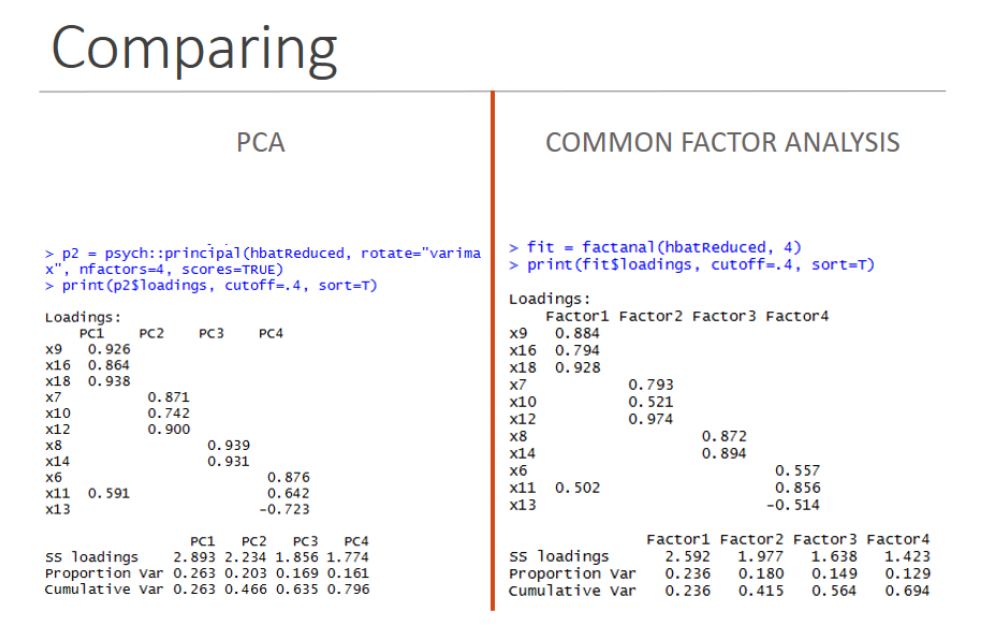 Comparing
PCA
> p2 = psych::principal(hbatReduced, rotate="varima
x", nfactors=4, scores=TRUE)
> print(p2$loadings, cutoff=.4, sort=T)
Loadings:
PC1 PC2 PC3 PC4
x9 0.926
x16 0.864
x18 0.938
x7 0.871
x10 0.742
x12 0.900
x8 0.939
x14 0.931
x6 0.876
x11 0.591 0.642
x13 -0.723
PC1 PC2 PC3 PC4
SS loadings 2.893 2.234 1.856 1.774
Proportion Var 0.263 0.203 0.169 0.161
Cumulative Var 0.263 0.466 0.635 0.796
COMMON FACTOR ANALYSIS
> fit = factanal(hbatReduced, 4)
> print(fit$loadings, cutoff=.4, sort=T)
Loadings:
Factor1 Factor2 Factor3 Factor4
x9 0.884
x16 0.794
x18 0.928
x7 0.793
x10 0.521
x12 0.974
x8 0.872
x14 0.894
x6 0.557
x11 0.502 0.856
x13 -0.514
Factor1 Factor2 Factor3 Factor4
SS loadings 2.592 1.977 1.638 1.423
Proportion Var 0.236 0.180 0.149 0.129
Cumulative Var 0.236 0.415 0.564 0.694